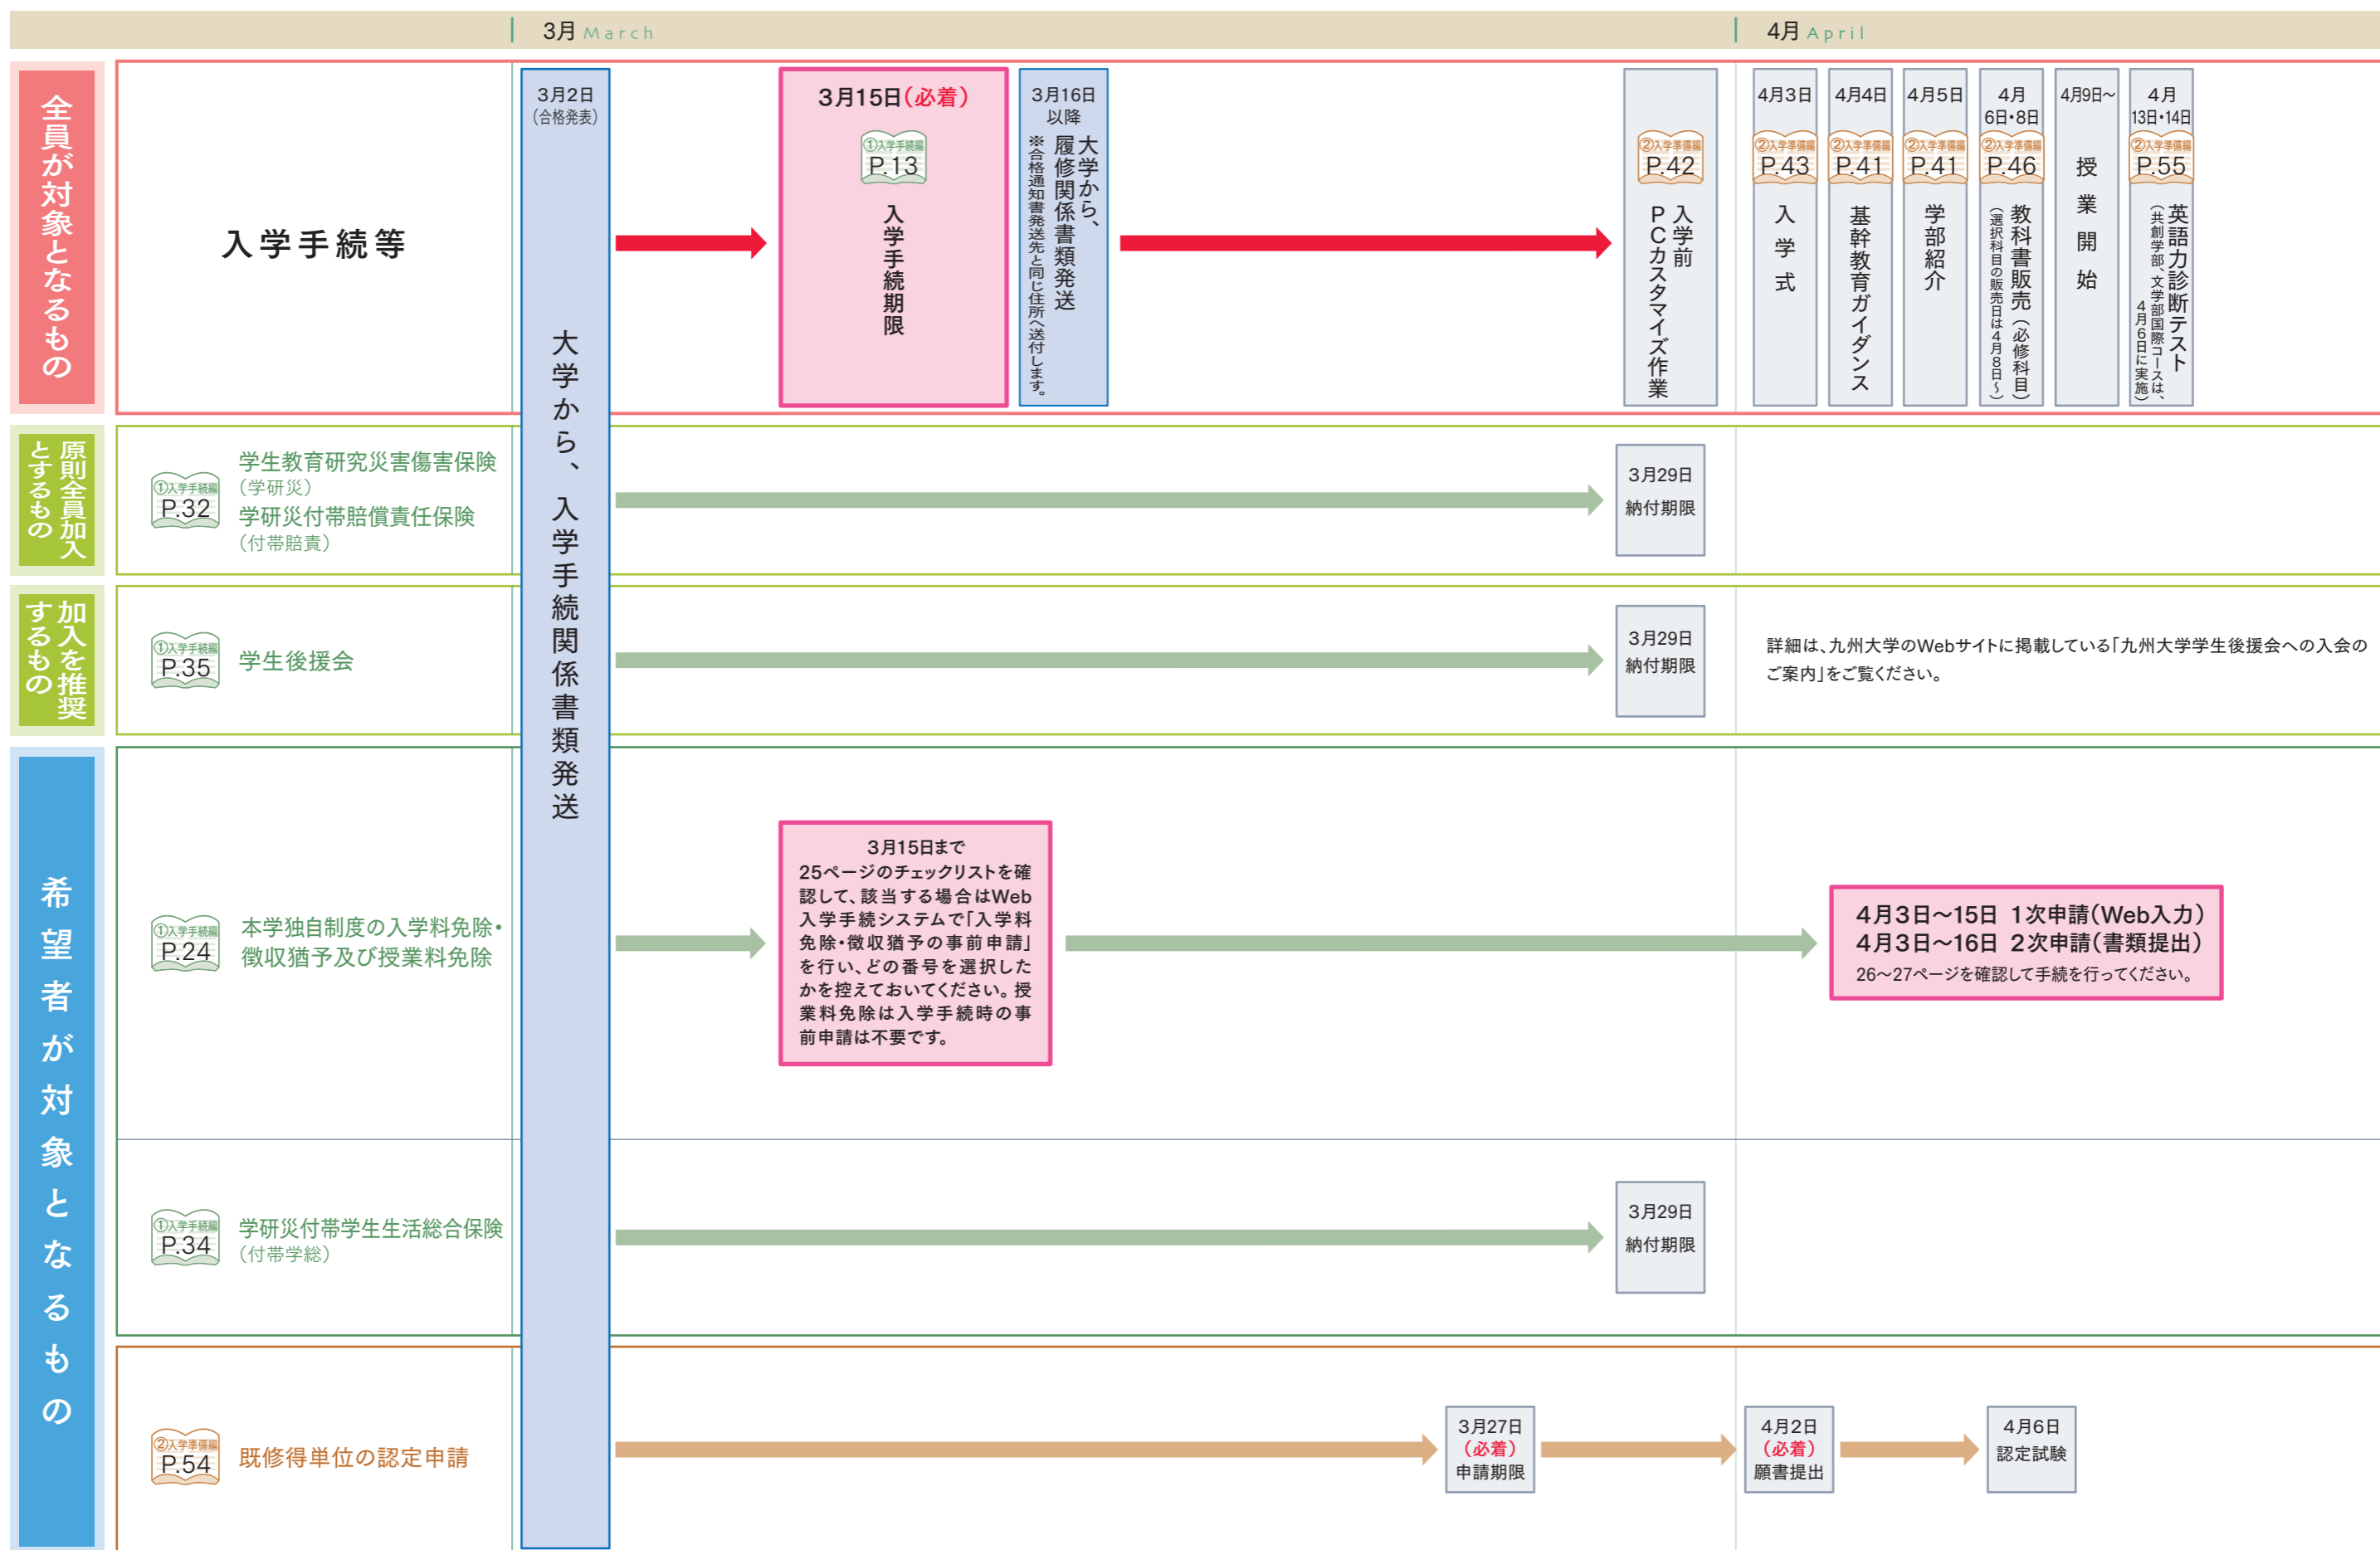 3月 March
4月 April
全員が対象となるもの
入学手続等
3月2日
(合格発表)
大学から、入学手続関係書類発送
3月15日(必着)
①入学手続編
P.13
入学手続期限
3月16日
以降
大学から、
履修関係書類発送
※合格通知書発送先と同じ住所へ送付します。
②入学準備編
P.42
入学前
PCカスタマイズ作業
4月3日
②入学準備編
P.43
入学式
4月4日
②入学準備編
P.41
基幹教育ガイダンス
4月5日
②入学準備編
P.41
学部紹介
4月
6日・8日
②入学準備編
P.46
教科書販売(必修科目)
(選択科目の販売日は4月8日~)
4月9日~
授業開始
4月
13日・14日
②入学準備編
P.55
英語力診断テスト
(共創学部、文学部国際コースは、
4月6日に実施)
原則全員加入
とするもの
①入学手続編
P.32
学生教育研究災害傷害保険
(学研災)
学研災付帯賠償責任保険
(付帯賠責)
3月29日
納付期限
加入を推奨
するもの
①入学手続編
P.35
学生後援会
3月29日
納付期限
詳細は、九州大学のWebサイトに掲載している「九州大学学生後援会への入会の
ご案内」をご覧ください。
希望者が対象となるもの
①入学手続編
P.24
本学独自制度の入学料免除・
徴収猶予及び授業料免除
3月15日まで
25ページのチェックリストを確
認して、該当する場合はWeb
入学手続システムで「入学料
免除・徴収猶予の事前申請」
を行い、どの番号を選択した
かを控えておいてください。授
業料免除は入学手続時の事
前申請は不要です。
4月3日~15日 1次申請(Web入力)
4月3日~16日 2次申請(書類提出)
26~27ページを確認して手続を行ってください。
①入学手続編
P.34
学研災付帯学生生活総合保険
(付帯学総)
3月29日
納付期限
②入学準備編
P.54
既修得単位の認定申請
3月27日
(必着)
申請期限
4月2日
(必着)
願書提出
4月6日
認定試験